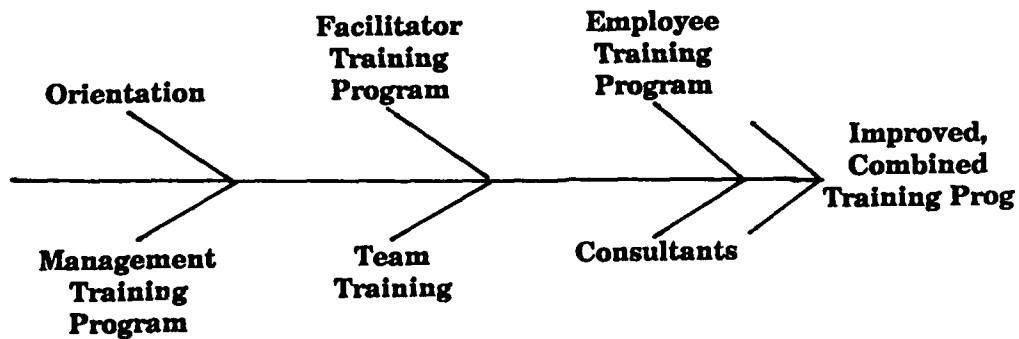 Facilitator
Training
Program
Employee
Training
Program
Orientation
Improved,
Combined
Training Prog
Management
Training
Program
Team
Training
Consultants